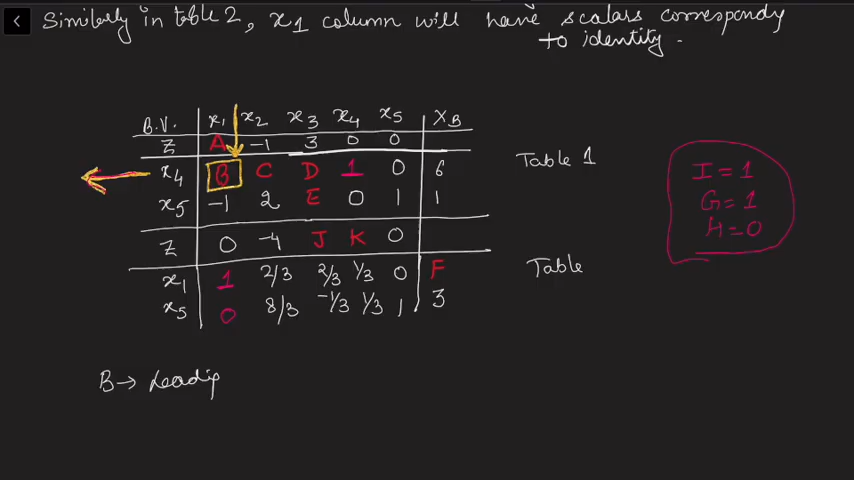 Similarly in table 2, x1 column will have scalars correspondy
to identity.
B.V. x1 x2 x3 x4 x5 XB
Z A -1 3 0 0
x4 B C D 1 0 6 Table 1
x5 -1 2 E 0 1 1
Z 0 -4 J K 0
x1 1 2/3 2/3 1/3 0 F Table
x5 0 8/3 -1/3 1/3 1 3
I = 1
G = 1
H = 0
B → Leadip